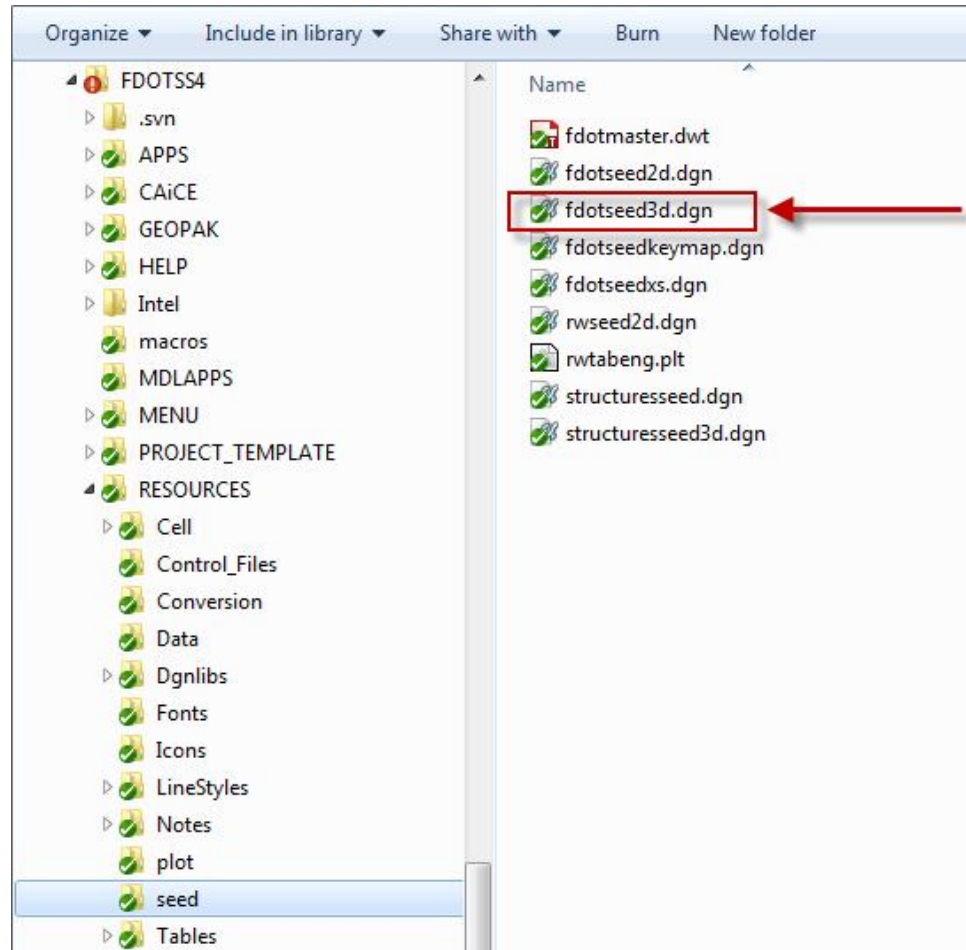 Organize Include in library Share with Burn New folder
FDOTSS4
.svn
APPS
CAiCE
GEOPAK
HELP
Intel
macros
MDLAPPS
MENU
PROJECT_TEMPLATE
RESOURCES
Cell
Control_Files
Conversion
Data
Dgnlibs
Fonts
Icons
LineStyles
Notes
plot
seed
Tables
Name
fdotmaster.dwt
fdotseed2d.dgn
fdotseed3d.dgn
fdotseedkeymap.dgn
fdotseedxs.dgn
rwseed2d.dgn
rwtabeng.plt
structuresseed.dgn
structuresseed3d.dgn